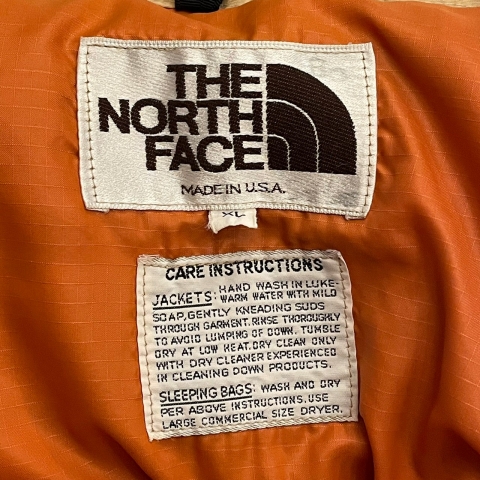 THE
NORTH
FACE
MADE IN U.S.A.
XL
CARE INSTRUCTIONS
JACKETS: HAND WASH IN LUKE-
WARM WATER WITH MILD
SOAP, GENTLY KNEADING SUDS
THROUGH GARMENT. RINSE THOROUGHLY
TO AVOID LUMPING OF DOWN. TUMBLE
DRY AT LOW HEAT. DRY CLEAN ONLY
WITH DRY CLEANER EXPERIENCED
IN CLEANING DOWN PRODUCTS.
SLEEPING BAGS: WASH AND DRY
PER ABOVE INSTRUCTIONS. USE
LARGE COMMERCIAL SIZE DRYER.